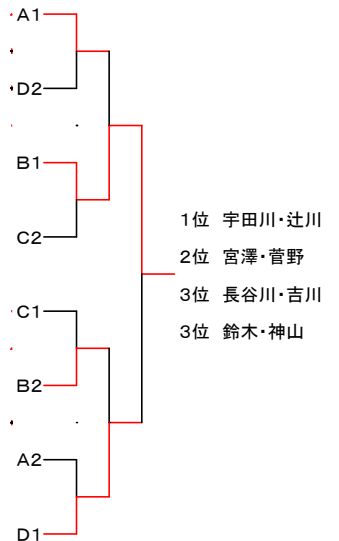 A1
D2
B1
C2
1位 宇田川・辻川
2位 宮澤・菅野
3位 長谷川・吉川
3位 鈴木・神山
C1
B2
A2
D1